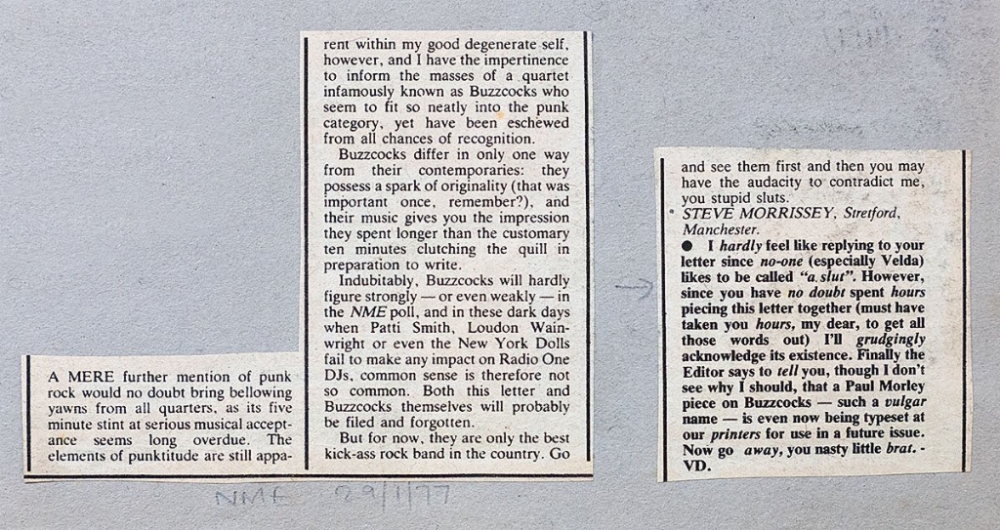 A MERE further mention of punk
rock would no doubt bring bellowing
yawns from all quarters, as its five
minute stint at serious musical accept-
ance seems long overdue. The
elements of punktitude are still appa-
rent within my good degenerate self,
however, and I have the impertinence
to inform the masses of a quartet
infamously known as Buzzcocks who
seem to fit so neatly into the punk
category, yet have been eschewed
from all chances of recognition.
Buzzcocks differ in only one way
from their contemporaries: they
possess a spark of originality (that was
important once, remember?), and
their music gives you the impression
they spent longer than the customary
ten minutes clutching the quill in
preparation to write.
Indubitably, Buzzcocks will hardly
figure strongly — or even weakly — in
the NME poll, and in these dark days
when Patti Smith, Loudon Wain-
wright or even the New York Dolls
fail to make any impact on Radio One
DJs, common sense is therefore not
so common. Both this letter and
Buzzcocks themselves will probably
be filed and forgotten.
But for now, they are only the best
kick-ass rock band in the country. Go
and see them first and then you may
have the audacity to contradict me,
you stupid sluts.
STEVE MORRISSEY, Stretford,
Manchester.
● I hardly feel like replying to your
letter since no-one (especially Velda)
likes to be called "a slut". However,
since you have no doubt spent hours
piecing this letter together (must have
taken you hours, my dear, to get all
those words out) I'll grudgingly
acknowledge its existence. Finally the
Editor says to tell you, though I don't
see why I should, that a Paul Morley
piece on Buzzcocks — such a vulgar
name — is even now being typeset at
our printers for use in a future issue.
Now go away, you nasty little brat. -
VD.
NME 29/1/77